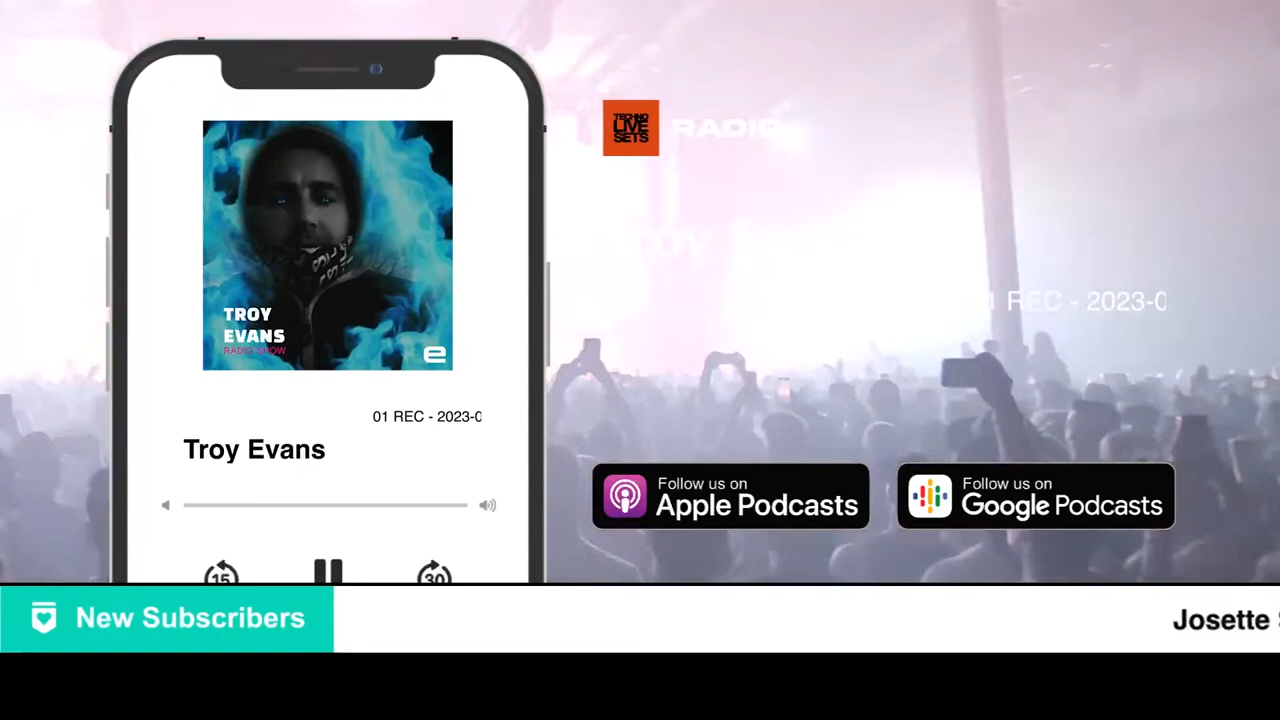 TECHNO
LIVE
SETS
RADIO
TROY
EVANS
RADIO SHOW
e
01 REC - 2023-0
Troy Evans
15
30
REC - 2023-0
Follow us on
Apple Podcasts
Follow us on
Google Podcasts
New Subscribers
Josette